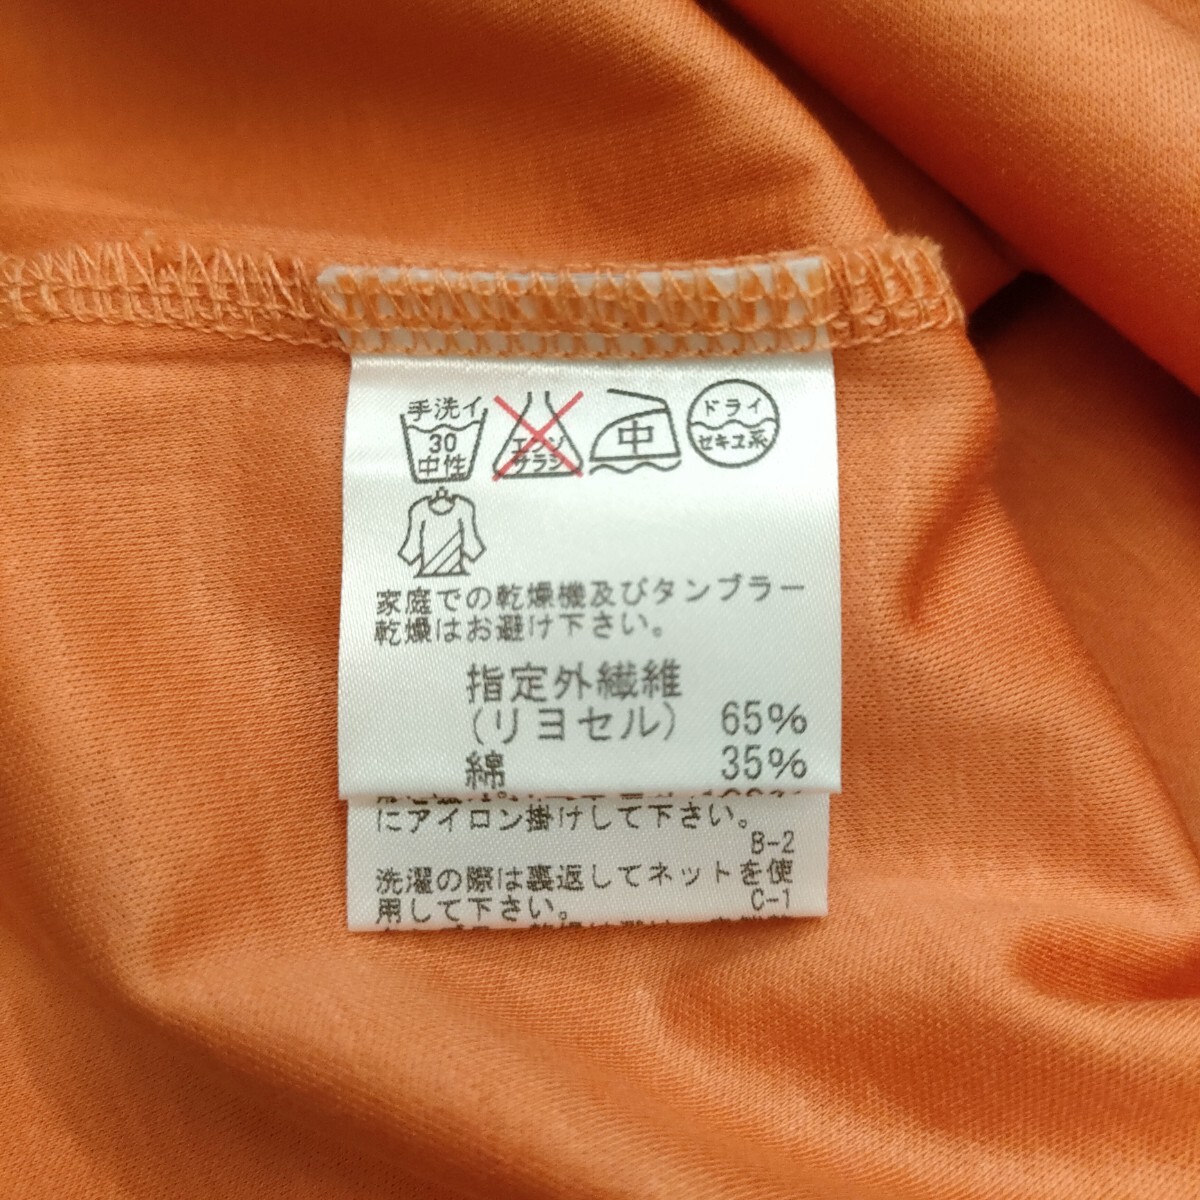 手洗イ
30
中性
エンソ
サラシ
中
ドライ
セキユ系
家庭での乾燥機及びタンブラー
乾燥はお避け下さい。
指定外繊維
(リヨセル) 65%
綿 35%
にアイロン掛けして下さい。
B-2
洗濯の際は裏返してネットを使
用して下さい。
C-1